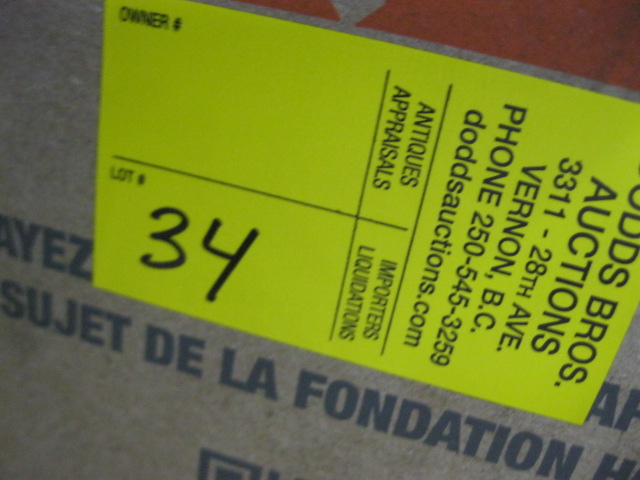 OWNER #
LOT #
34
ANTIQUES
APPRAISALS
IMPORTERS
LIQUIDATIONS
DODDS BROS.
AUCTIONS
3311 - 28TH AVE.
VERNON, B.C.
PHONE 250-545-3259
doddsauctions.com
AYEZ
SUJET DE LA FONDATION